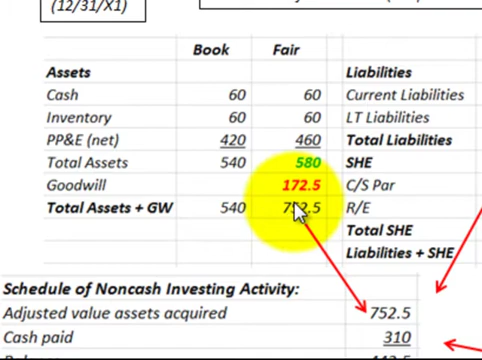 (12/31/X1)
Book Fair
Assets Liabilities
Cash 60 60 Current Liabilities
Inventory 60 60 LT Liabilities
PP&E (net) 420 460 Total Liabilities
Total Assets 540 580 SHE
Goodwill 172.5 C/S Par
Total Assets + GW 540 752.5 R/E
Total SHE
Liabilities + SHE
Schedule of Noncash Investing Activity:
Adjusted value assets acquired 752.5
Cash paid 310